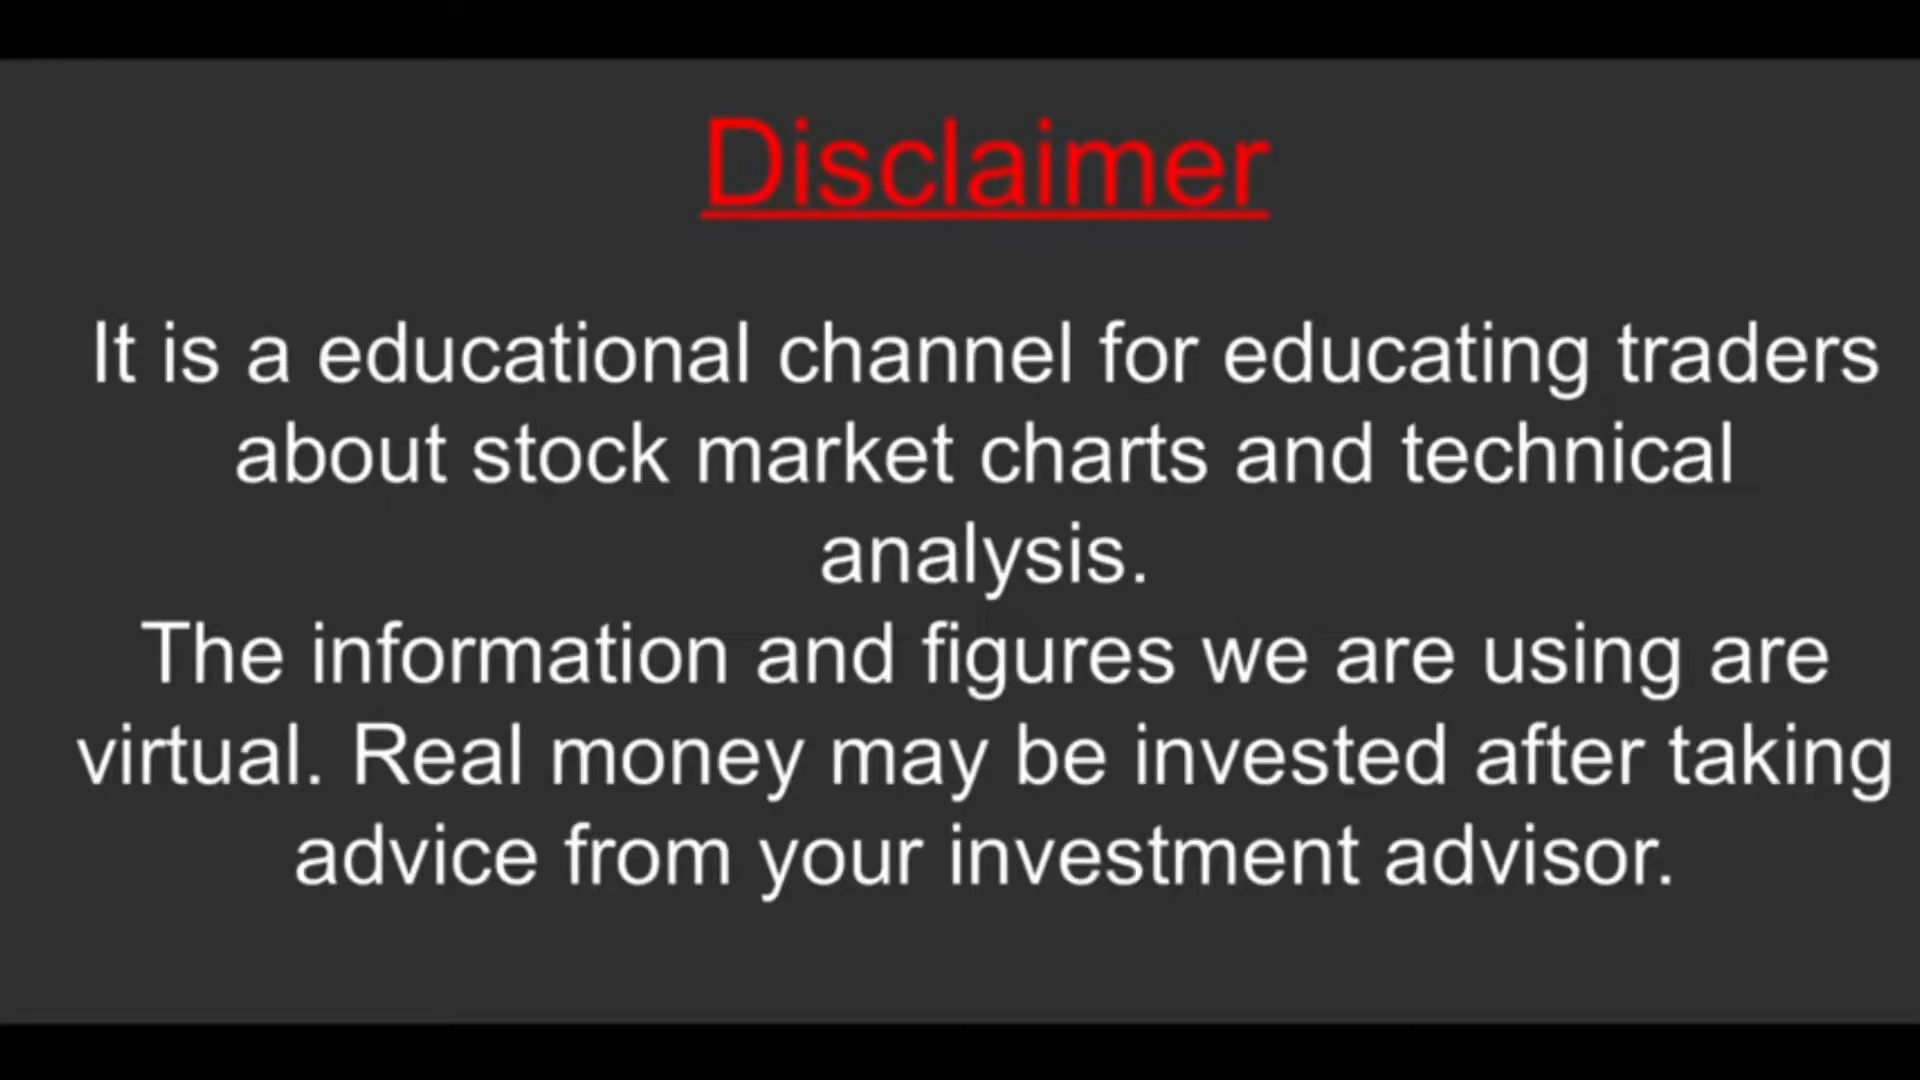 Disclaimer
It is a educational channel for educating traders
about stock market charts and technical
analysis.
The information and figures we are using are
virtual. Real money may be invested after taking
advice from your investment advisor.